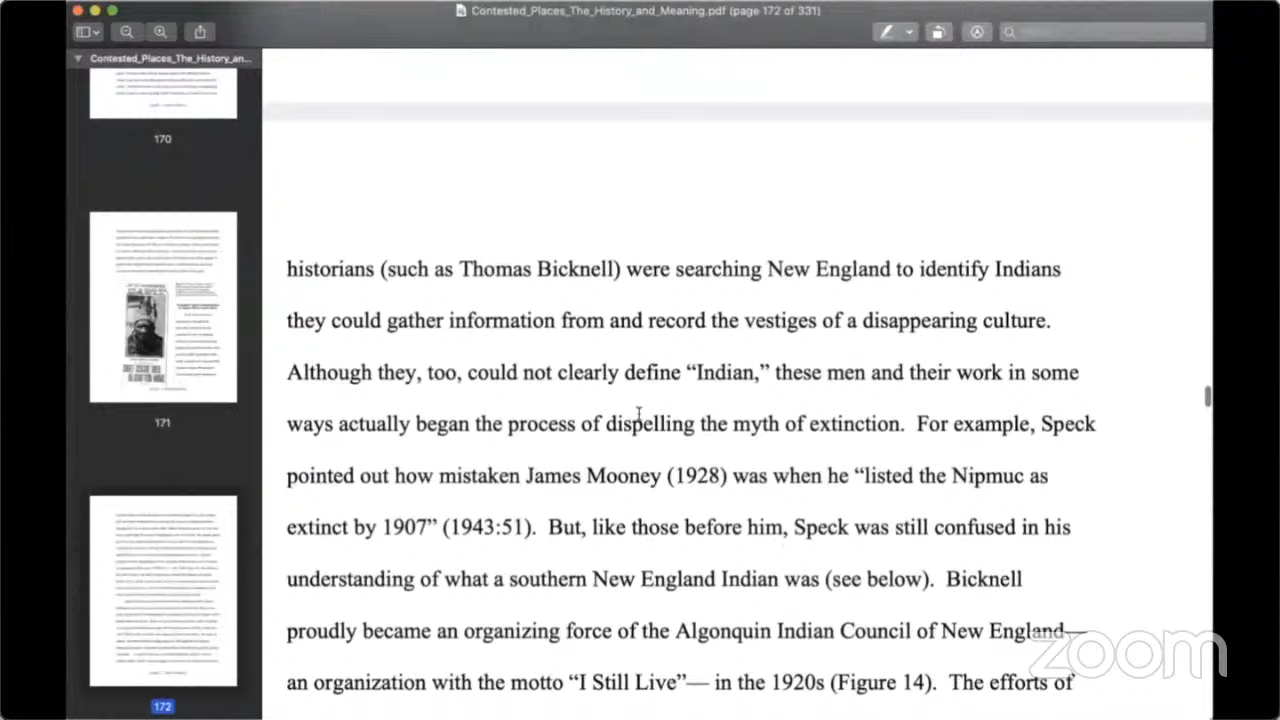 Contested_Places_The_History_and_Meaning.pdf (page 172 of 331)
Contested_Places_The_History_an...
170
171
172
historians (such as Thomas Bicknell) were searching New England to identify Indians
they could gather information from and record the vestiges of a disappearing culture.
Although they, too, could not clearly define “Indian,” these men and their work in some
ways actually began the process of dispelling the myth of extinction. For example, Speck
pointed out how mistaken James Mooney (1928) was when he “listed the Nipmuc as
extinct by 1907” (1943:51). But, like those before him, Speck was still confused in his
understanding of what a southern New England Indian was (see below). Bicknell
proudly became an organizing force of the Algonquin Indian Council of New England—
an organization with the motto “I Still Live”— in the 1920s (Figure 14). The efforts of
zoom